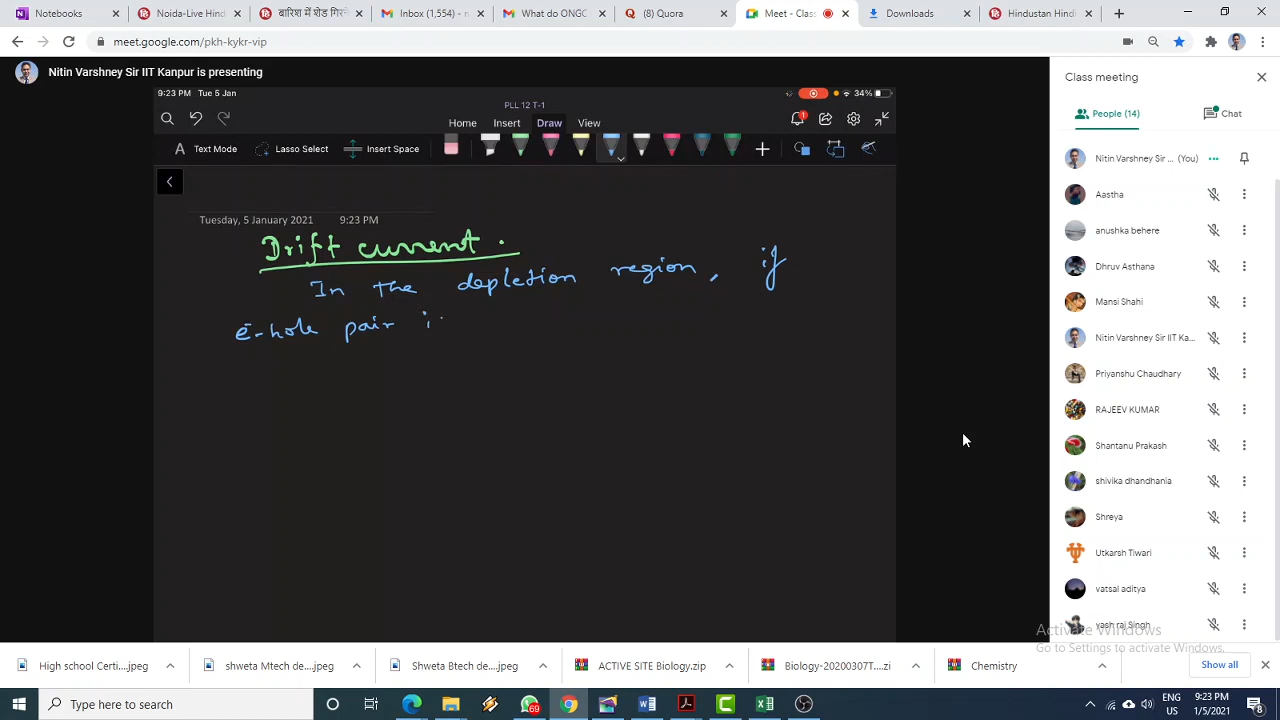 Noida-Live Hind
बारिश में
Inbox (1,554) - n
What do ONGC
(8) Quora
Meet - Class
Downloads
Hindustan Hind
Notebooks
meet.google.com/pkh-kykr-vip
Nitin Varshney Sir IIT Kanpur is presenting
9:23 PM Tue 5 Jan
34%
PLL 12 T-1
Home Insert Draw View
Text Mode Lasso Select Insert Space
Tuesday, 5 January 2021 9:23 PM
Drift current.
In the depletion region, if
e-hole pair i
Class meeting
People (14) Chat
Nitin Varshney Sir ... (You)
Aastha
anushka behere
Dhruv Asthana
Mansi Shahi
Nitin Varshney Sir IIT Ka...
Priyanshu Chaudhary
RAJEEV KUMAR
Shantanu Prakash
shivika dhandhania
Shreya
Utkarsh Tiwari
vatsal aditya
yash raj Singh
Activate Windows
Go to Settings to activate Windows.
High school Certi....jpeg
shweta Mtech de....jpeg
Shweta Btech de....jpeg
ACTIVE SITE Biology.zip
Biology-20200307T....zi
Chemistry
Show all
Type here to search
69
ENG
US
9:23 PM
1/5/2021
8